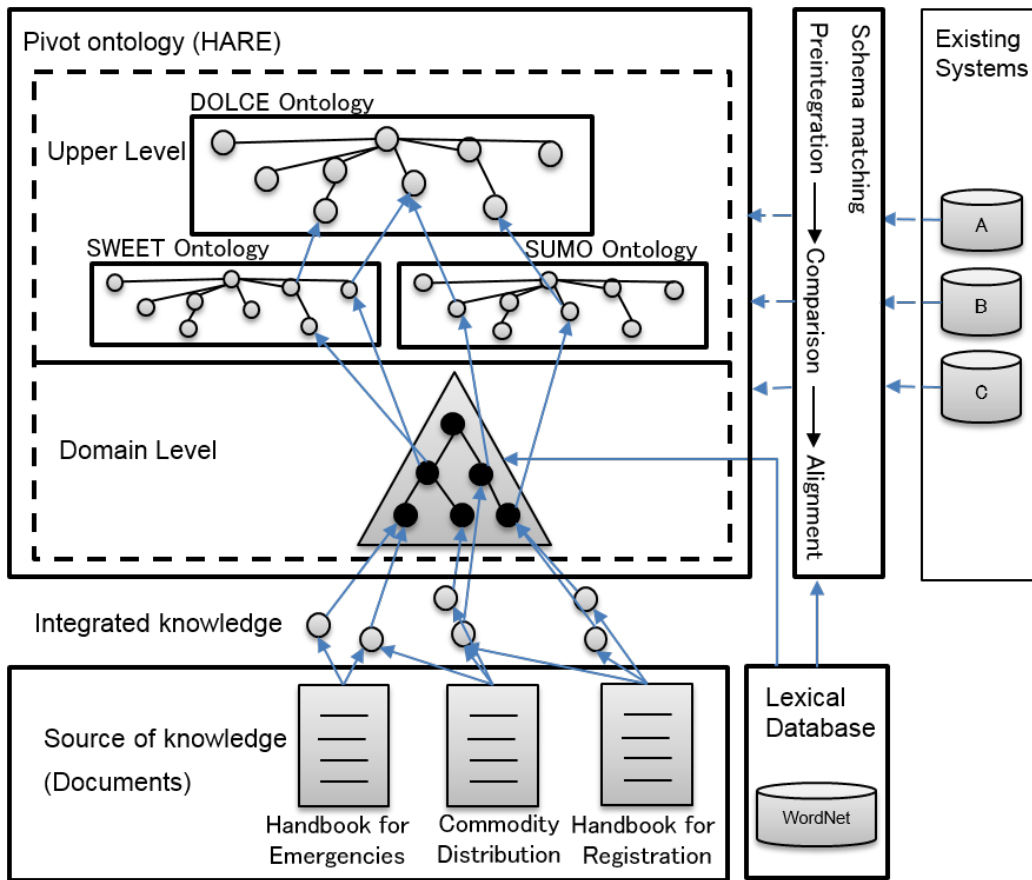 Pivot ontology (HARE)
DOLCE Ontology
Upper Level
SWEET Ontology
SUMO Ontology
Domain Level
Integrated knowledge
Source of knowledge
(Documents)
Handbook for
Emergencies
Commodity
Distribution
Handbook for
Registration
Schema matching
Preintegration
Comparison
Alignment
Existing
Systems
A
B
C
Lexical
Database
WordNet